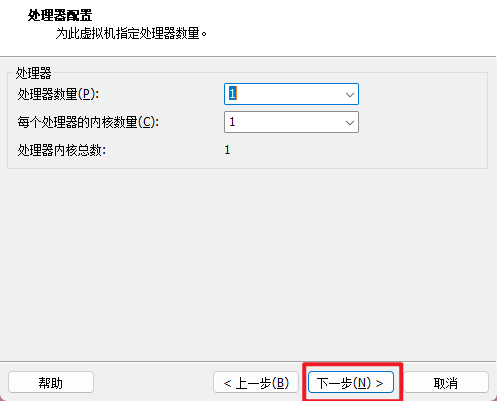 处理器配置
为此虚拟机指定处理器数量。
处理器
处理器数量(P):
1
每个处理器的内核数量(C):
1
处理器内核总数:
1
帮助
< 上一步(B)
下一步(N) >
取消